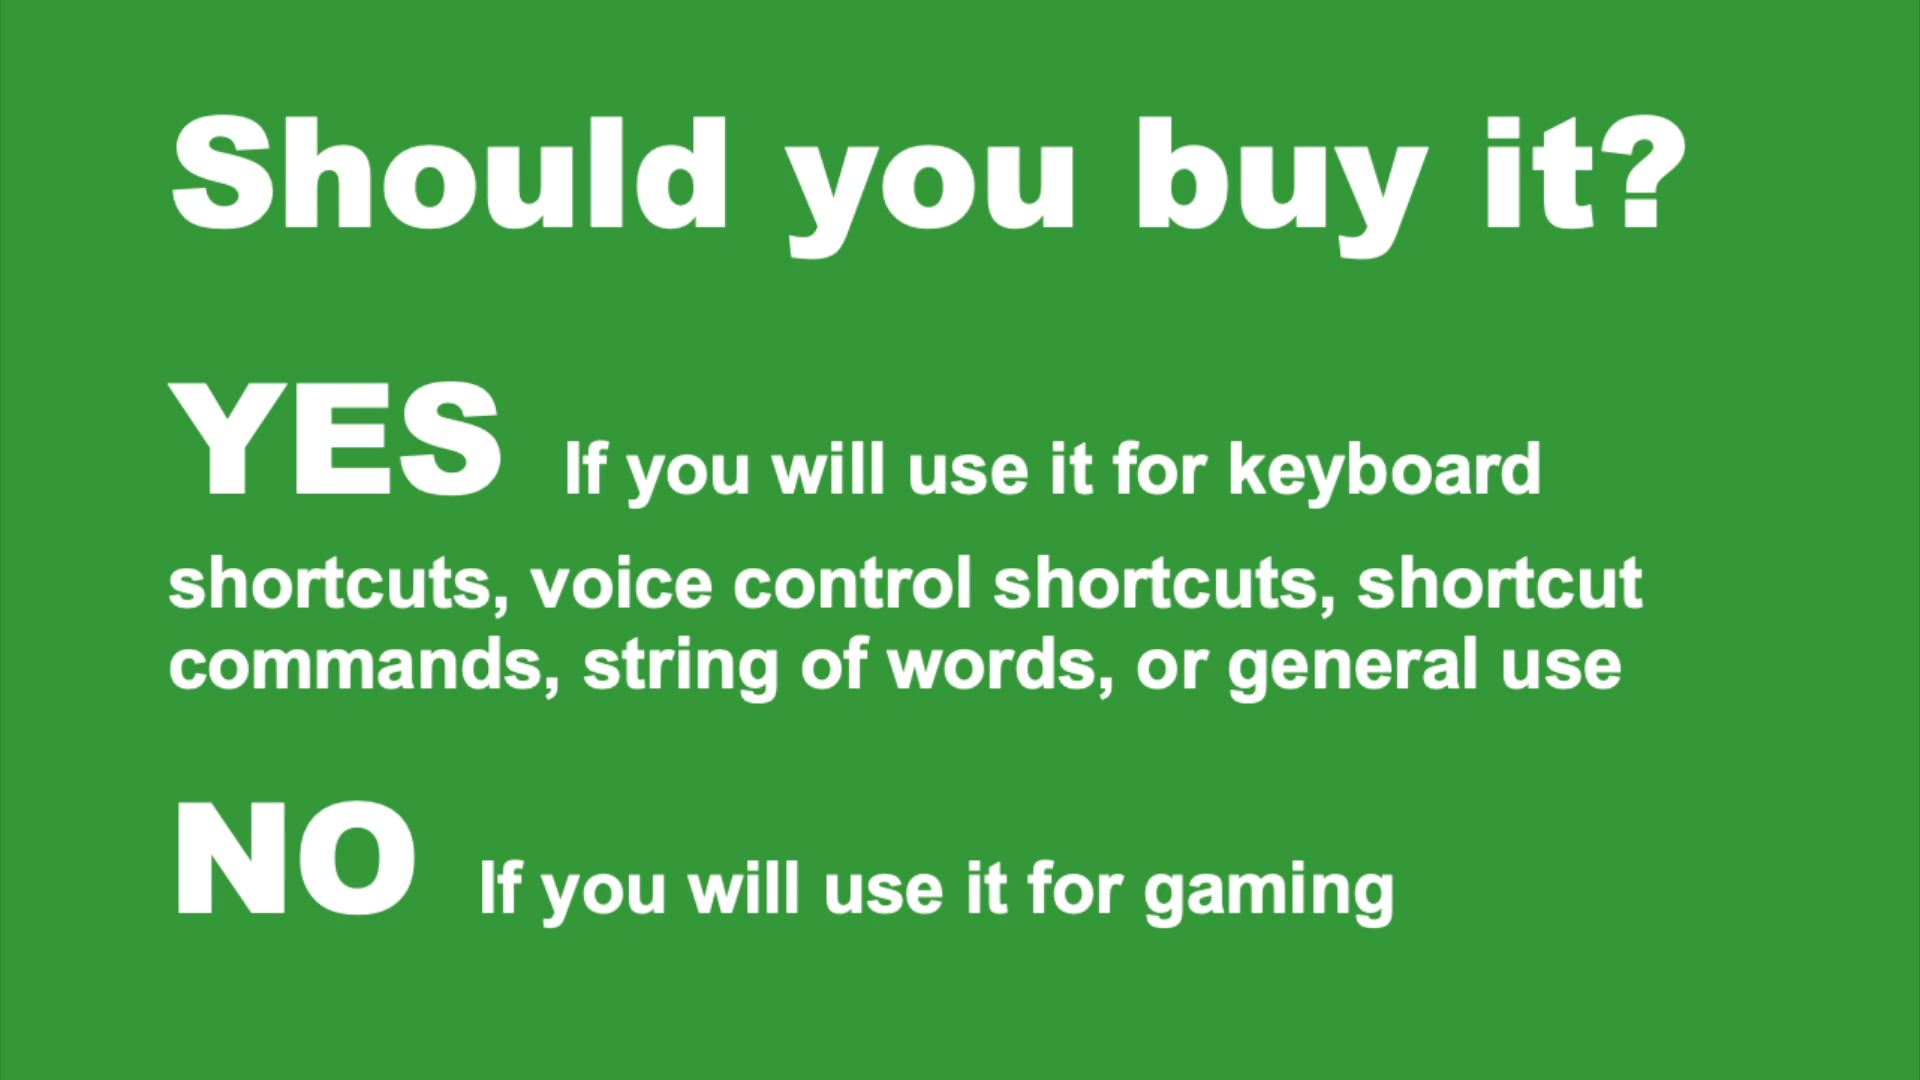 Should you buy it?
YES If you will use it for keyboard
shortcuts, voice control shortcuts, shortcut
commands, string of words, or general use
NO If you will use it for gaming